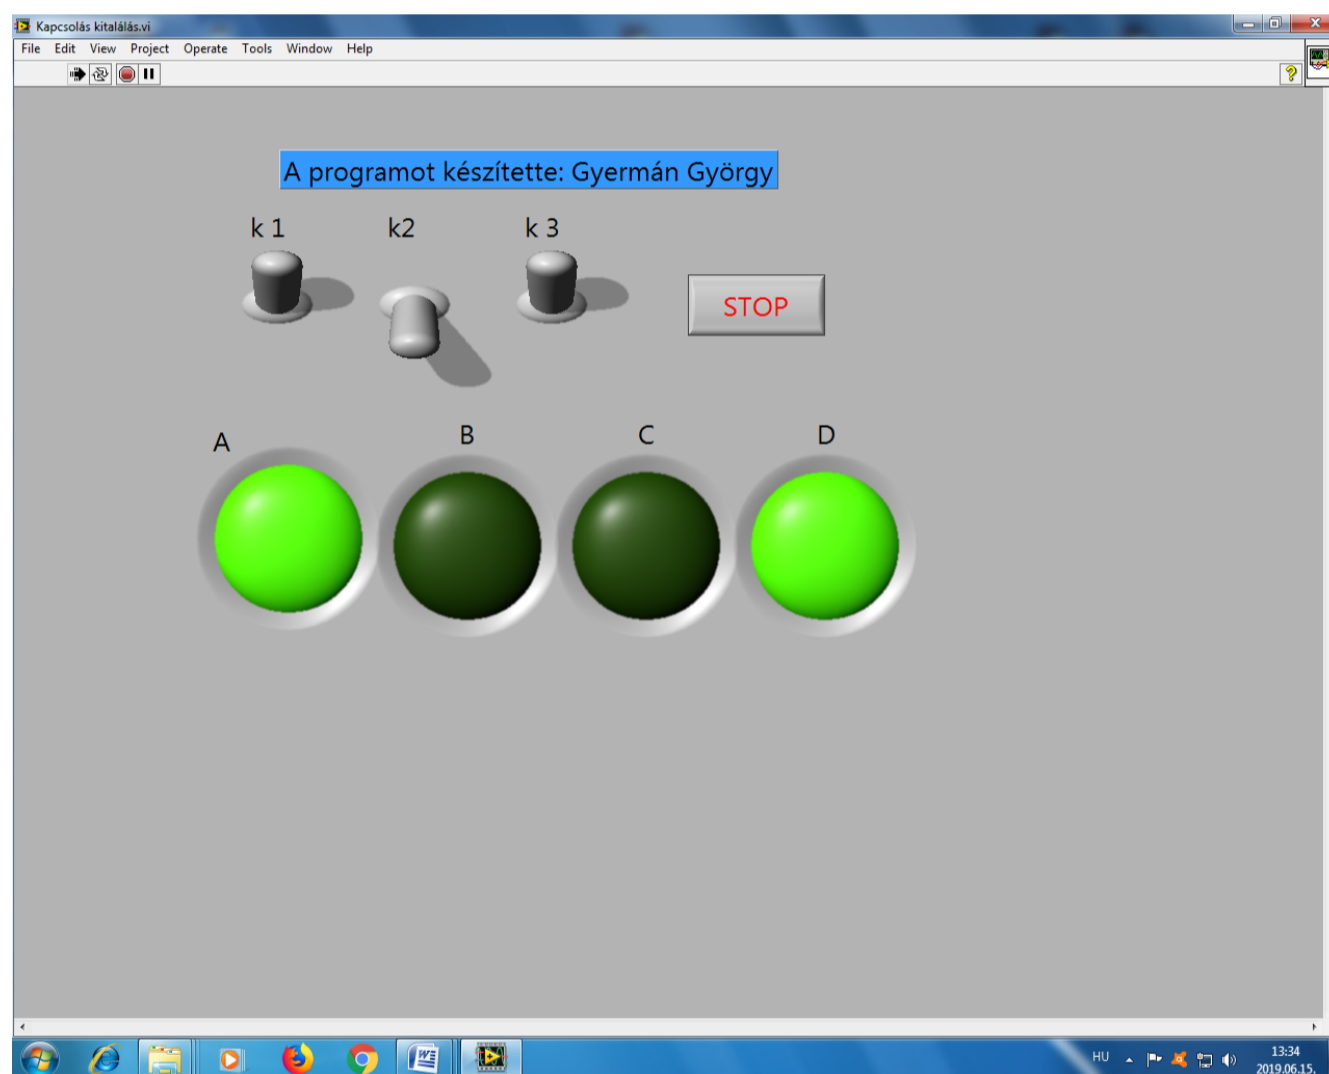 Kapcsolás kitalálás.vi
File Edit View Project Operate Tools Window Help
A programot készítette: Gyermán György
k 1 k2 k 3
STOP
A B C D
HU 13:34
2019.06.15.